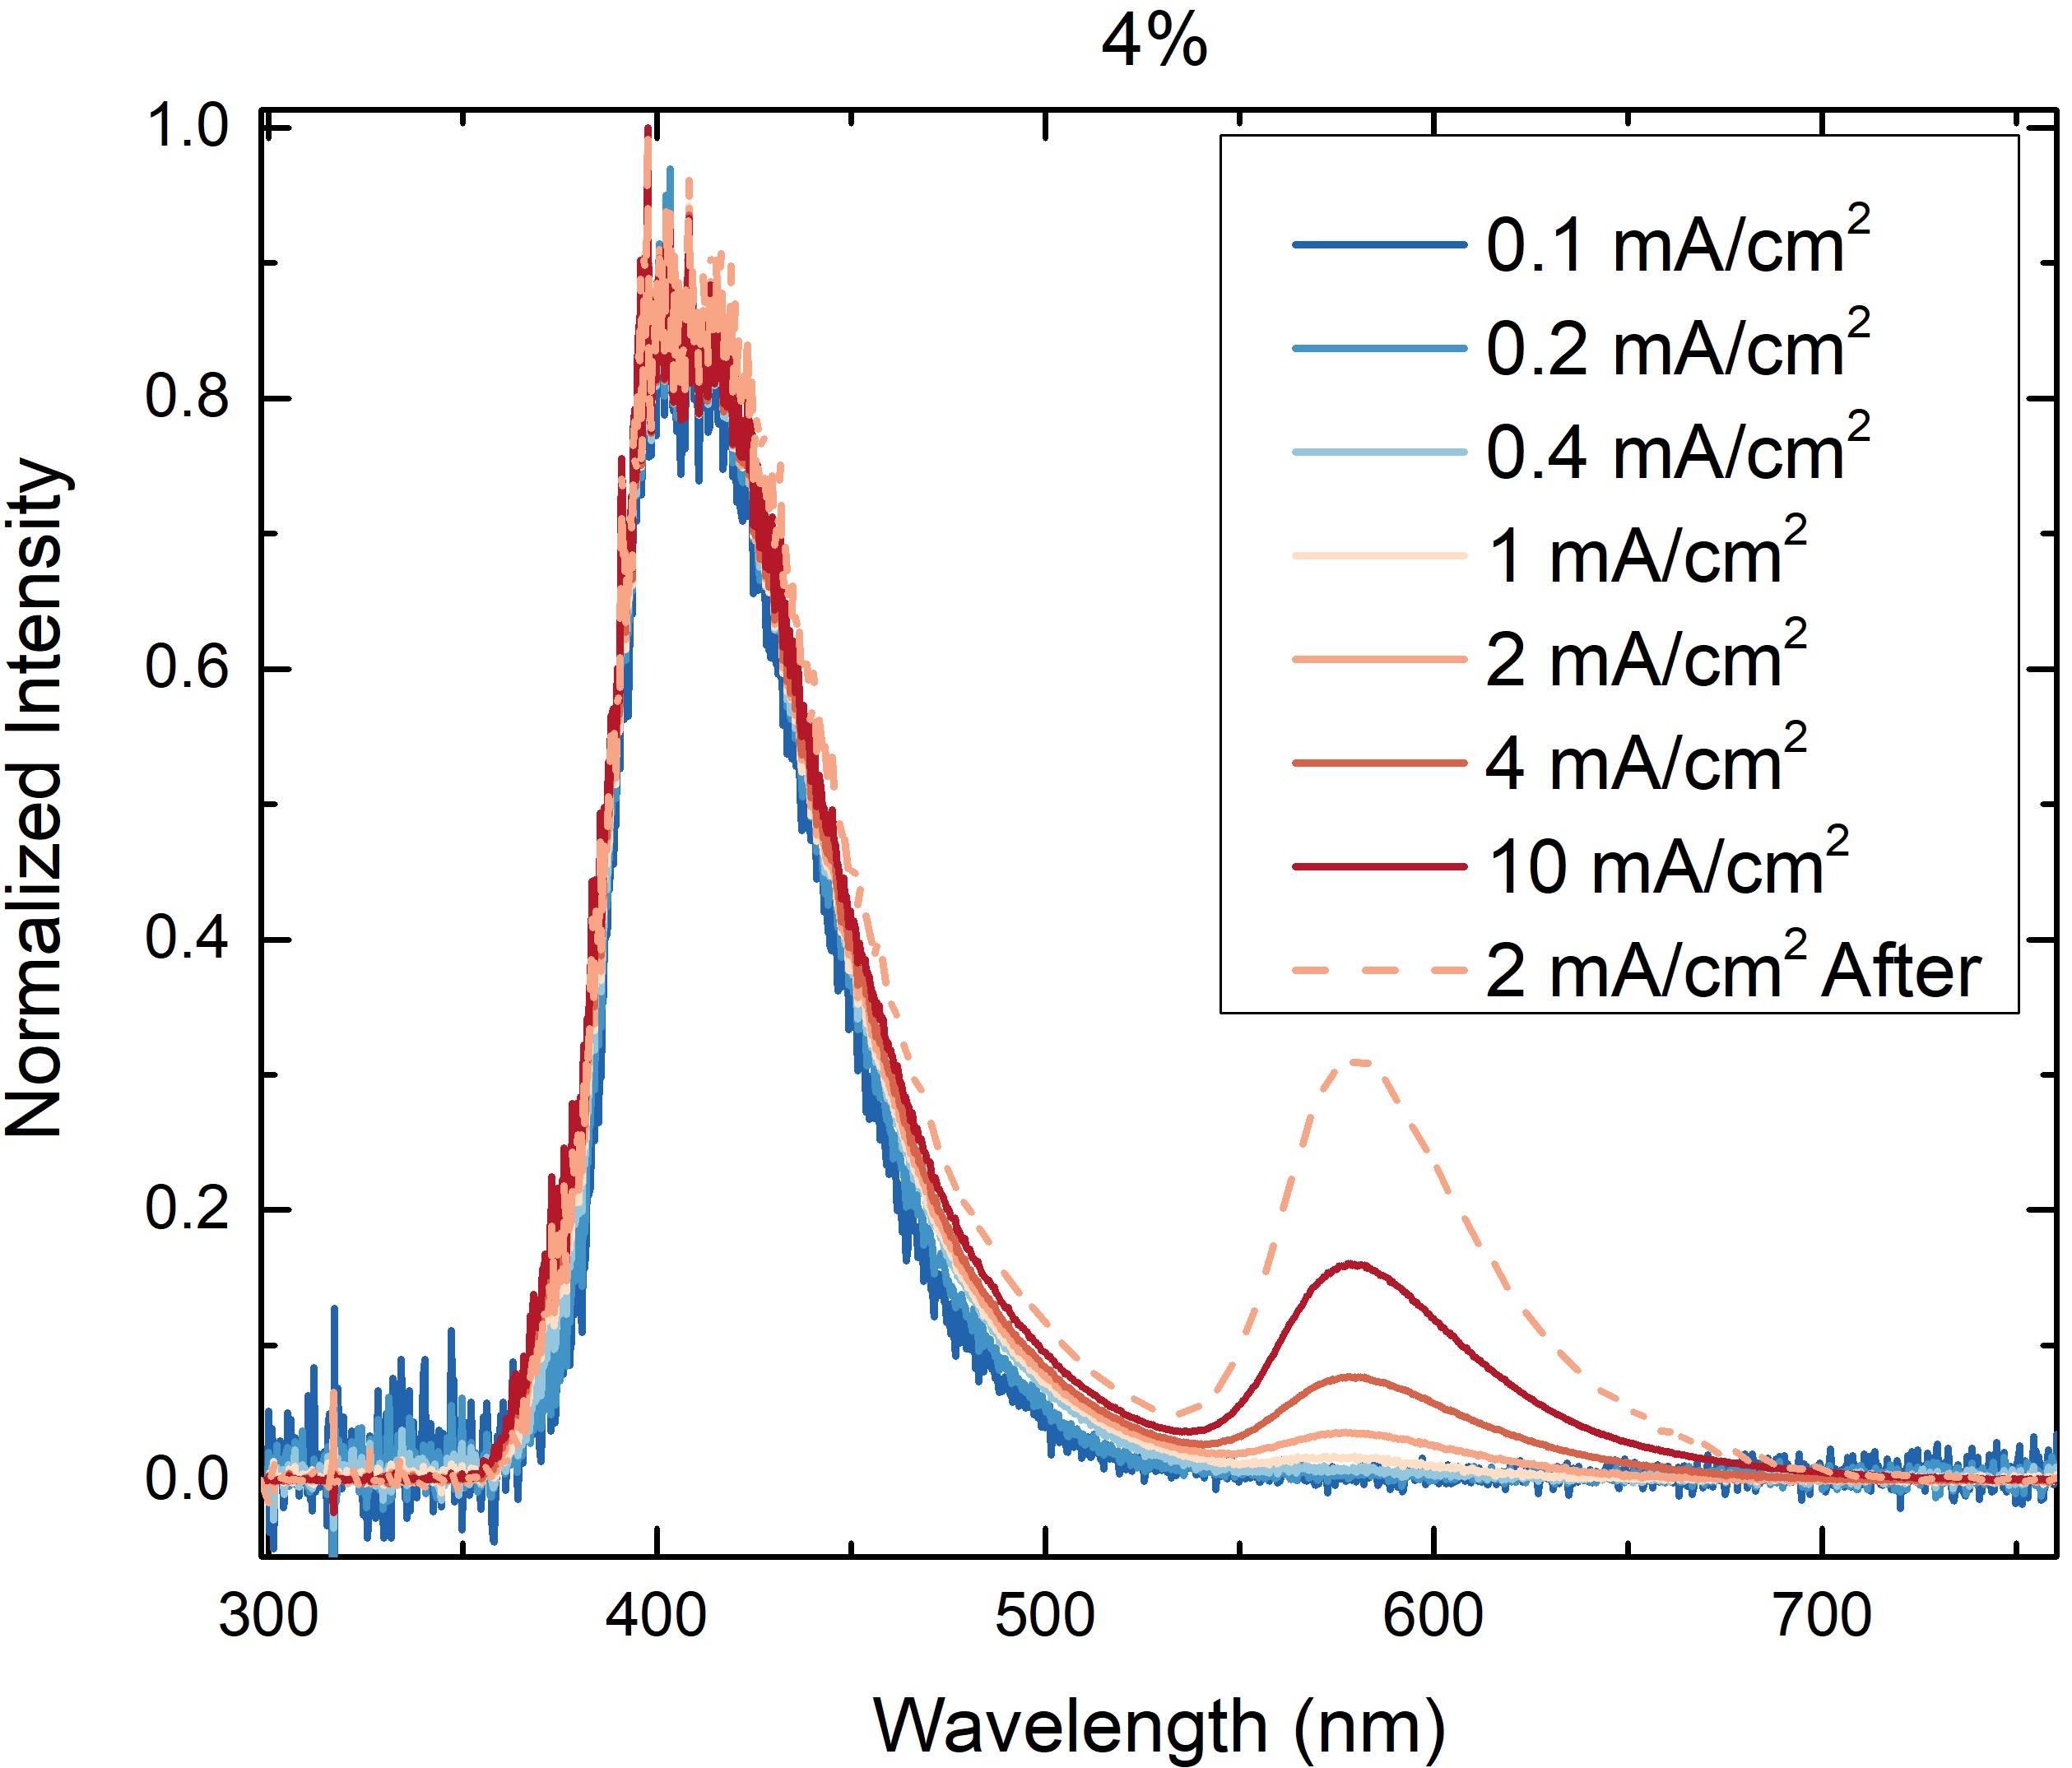 4%
1.0
0.8
0.6
0.4
0.2
0.0
Normalized Intensity
0.1 mA/cm²
0.2 mA/cm²
0.4 mA/cm²
1 mA/cm²
2 mA/cm²
4 mA/cm²
10 mA/cm²
2 mA/cm² After
300 400 500 600 700
Wavelength (nm)